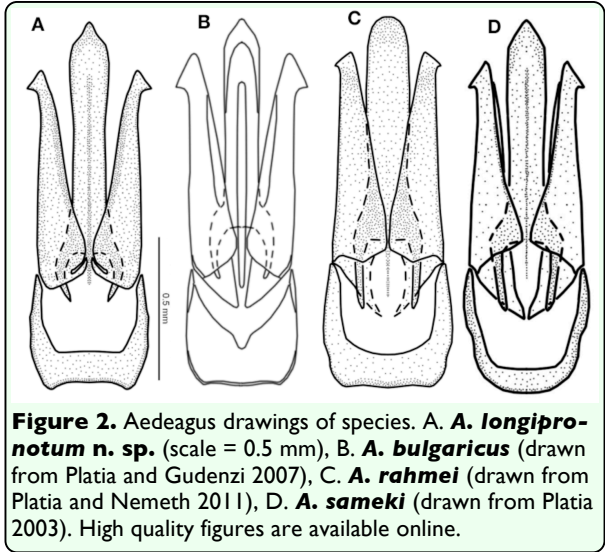 A
B
C
D
0.5 mm
Figure 2. Aedeagus drawings of species. A. A. longipro-
notum n. sp. (scale = 0.5 mm), B. A. bulgaricus (drawn
from Platia and Gudenzi 2007), C. A. rahmei (drawn from
Platia and Nemeth 2011), D. A. sameki (drawn from Platia
2003). High quality figures are available online.